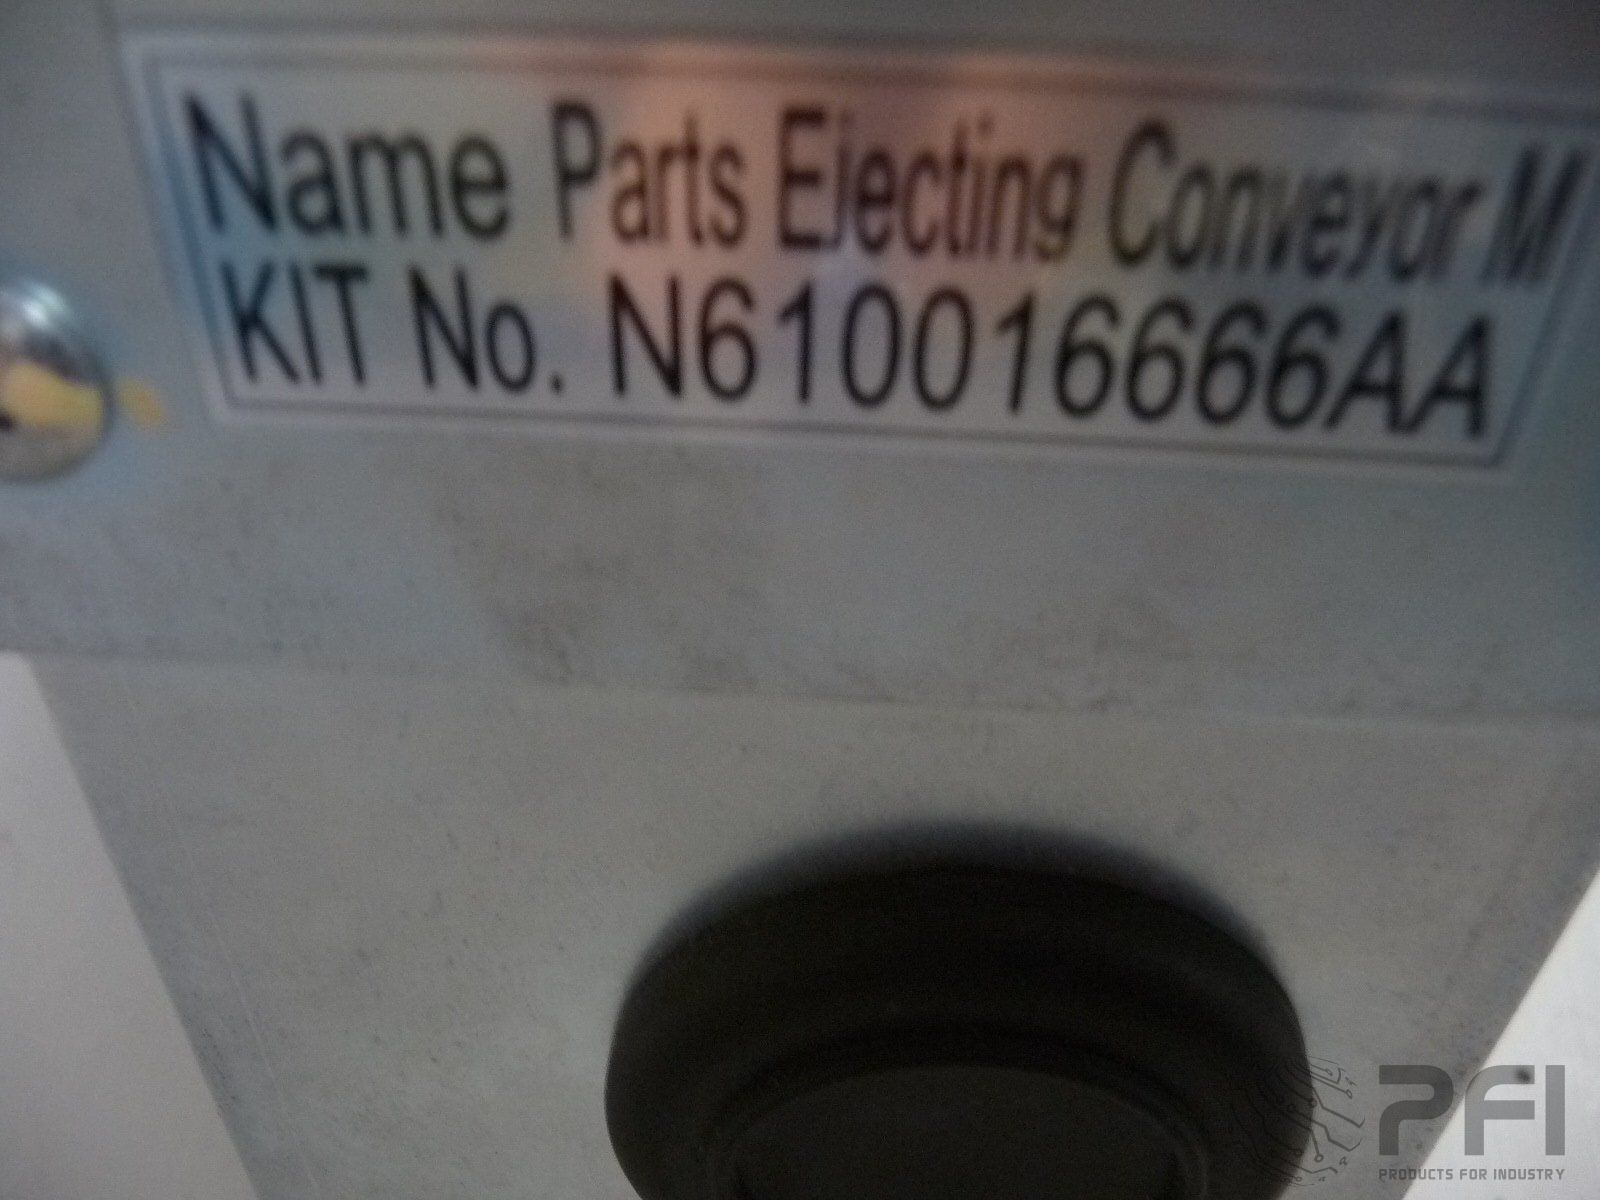 Name Parts Ejecting Conveyor M
KIT No. N610016666AA
PFI
PRODUCTS FOR INDUSTRY